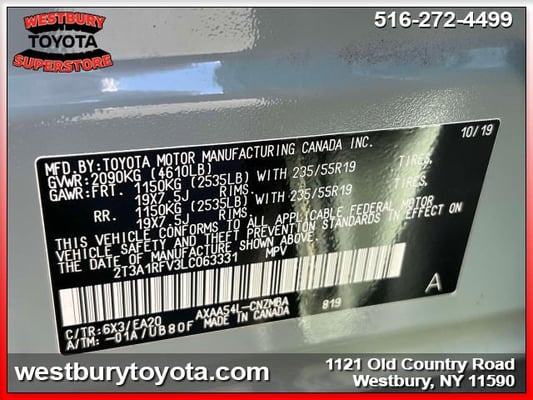 WESTBURY
TOYOTA
SUPERSTORE
516-272-4499
10/19
MFD. BY: TOYOTA MOTOR MANUFACTURING CANADA INC.
GVWR: 2090KG (4610LB)
GAWR: FRT. 1150KG (2535LB) WITH 235/55R19 TIRES,
19X7.5J RIMS.
RR. 1150KG (2535LB) WITH 235/55R19 TIRES,
19X7.5J RIMS.
THIS VEHICLE CONFORMS TO ALL APPLICABLE FEDERAL MOTOR
VEHICLE SAFETY STANDARDS IN EFFECT ON
THE DATE OF MANUFACTURE SHOWN ABOVE.
2T3A1RFV3LC063331 MPV
A
C/TR: 6X3/EA20 AXAA54L-CNZMBA 819
A/TM: -01A/UB80F MADE IN CANADA
westburytoyota.com
1121 Old Country Road
Westbury, NY 11590